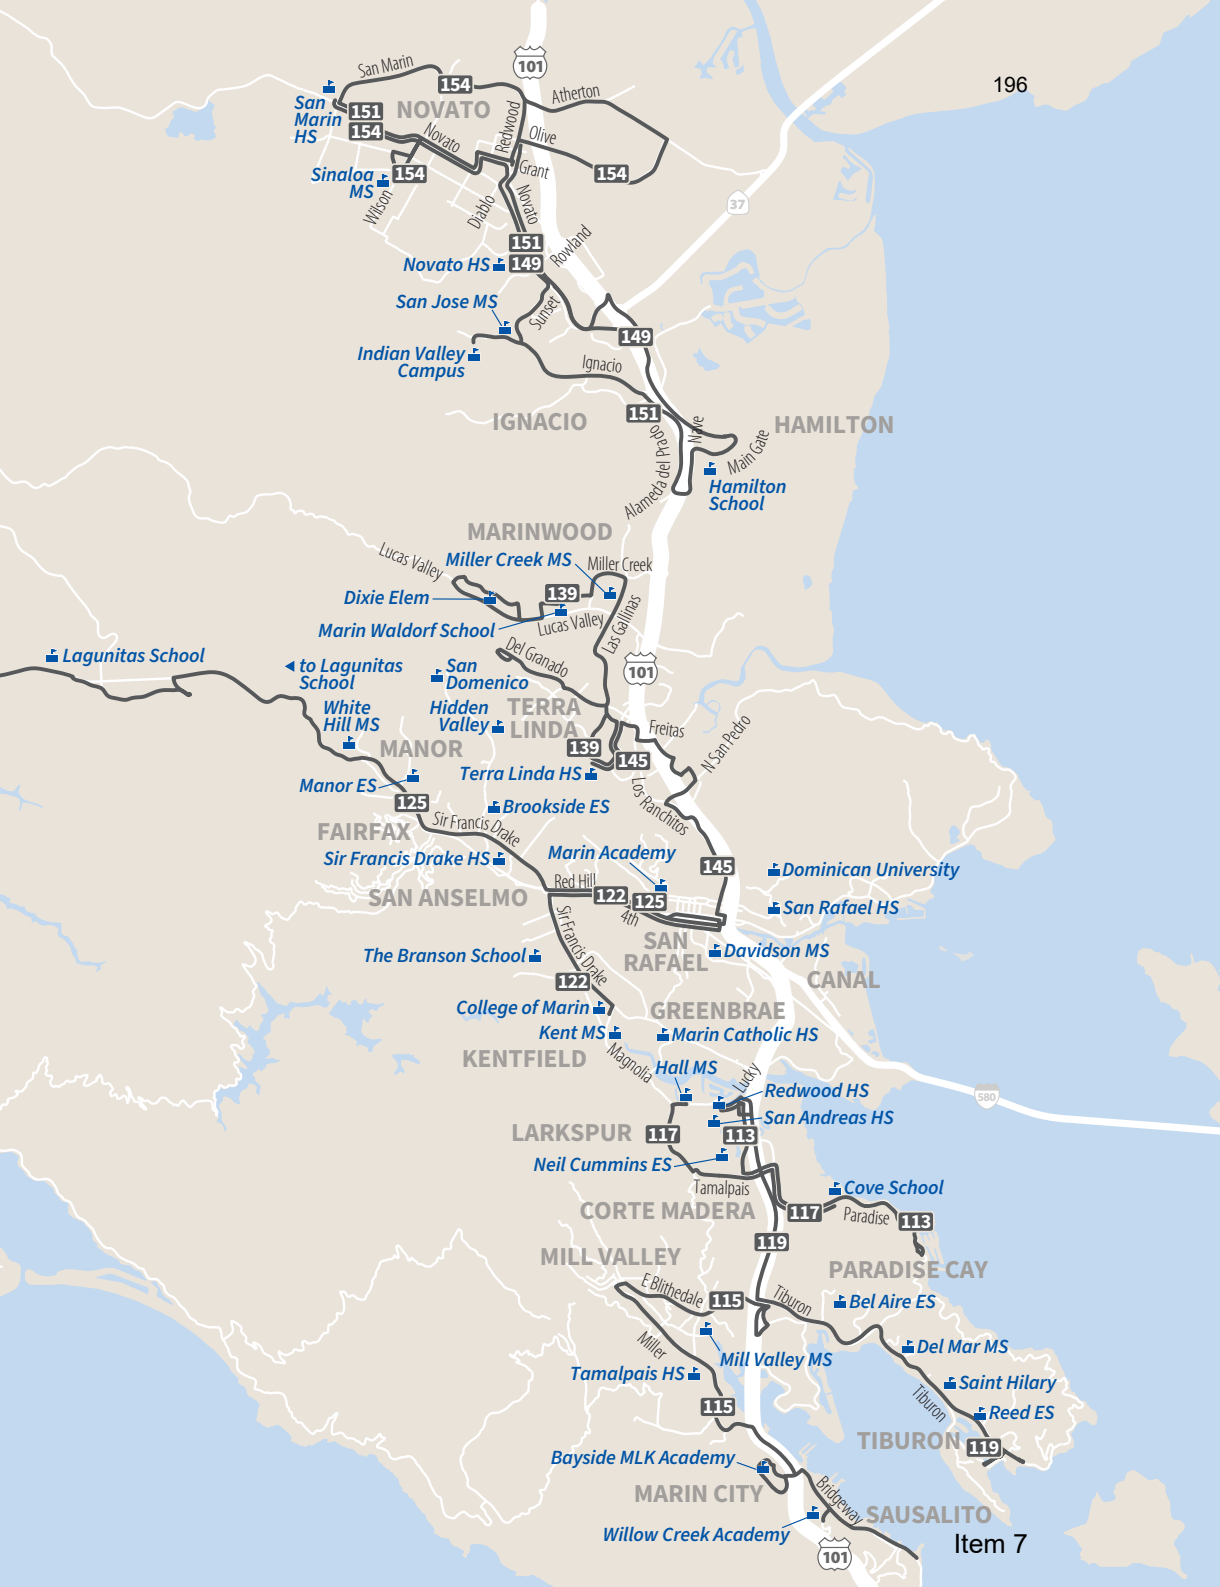 101
196
San Marin
154
Atherton
San
Marin
HS
151
NOVATO
154
Novato
Redwood
Olive
Grant
154
Sinaloa
MS
154
Wilson
Diablo
Novato
37
151
Rowland
Novato HS
149
San Jose MS
Sunset
149
Indian Valley
Campus
Ignacio
151
IGNACIO
Nave
HAMILTON
Alameda del Prado
Main Gate
Hamilton
School
MARINWOOD
Lucas Valley
Miller Creek MS
Miller Creek
Dixie Elem
139
Marin Waldorf School
Lucas Valley
Las Gallinas
Del Granado
Lagunitas School
to Lagunitas
School
San
Domenico
101
White
Hill MS
Hidden
Valley
TERRA
LINDA
Freitas
N San Pedro
MANOR
139
145
Terra Linda HS
Manor ES
Los Ranchitos
125
Brookside ES
Sir Francis Drake
FAIRFAX
Sir Francis Drake HS
Marin Academy
145
Dominican University
Red Hill
122
125
SAN ANSELMO
4th
San Rafael HS
Sir Francis Drake
SAN
RAFAEL
The Branson School
Davidson MS
122
CANAL
College of Marin
GREENBRAE
Kent MS
Marin Catholic HS
KENTFIELD
Magnolia
Hall MS
Lucky
Redwood HS
580
San Andreas HS
LARKSPUR
117
113
Neil Cummins ES
Tamalpais
Cove School
CORTE MADERA
117
Paradise
113
119
MILL VALLEY
PARADISE CAY
E Blithedale
115
Tiburon
Bel Aire ES
Miller
Mill Valley MS
Del Mar MS
Tamalpais HS
Saint Hilary
Tiburon
115
Reed ES
TIBURON
119
Bayside MLK Academy
MARIN CITY
Bridgeway
SAUSALITO
Willow Creek Academy
Item 7
101